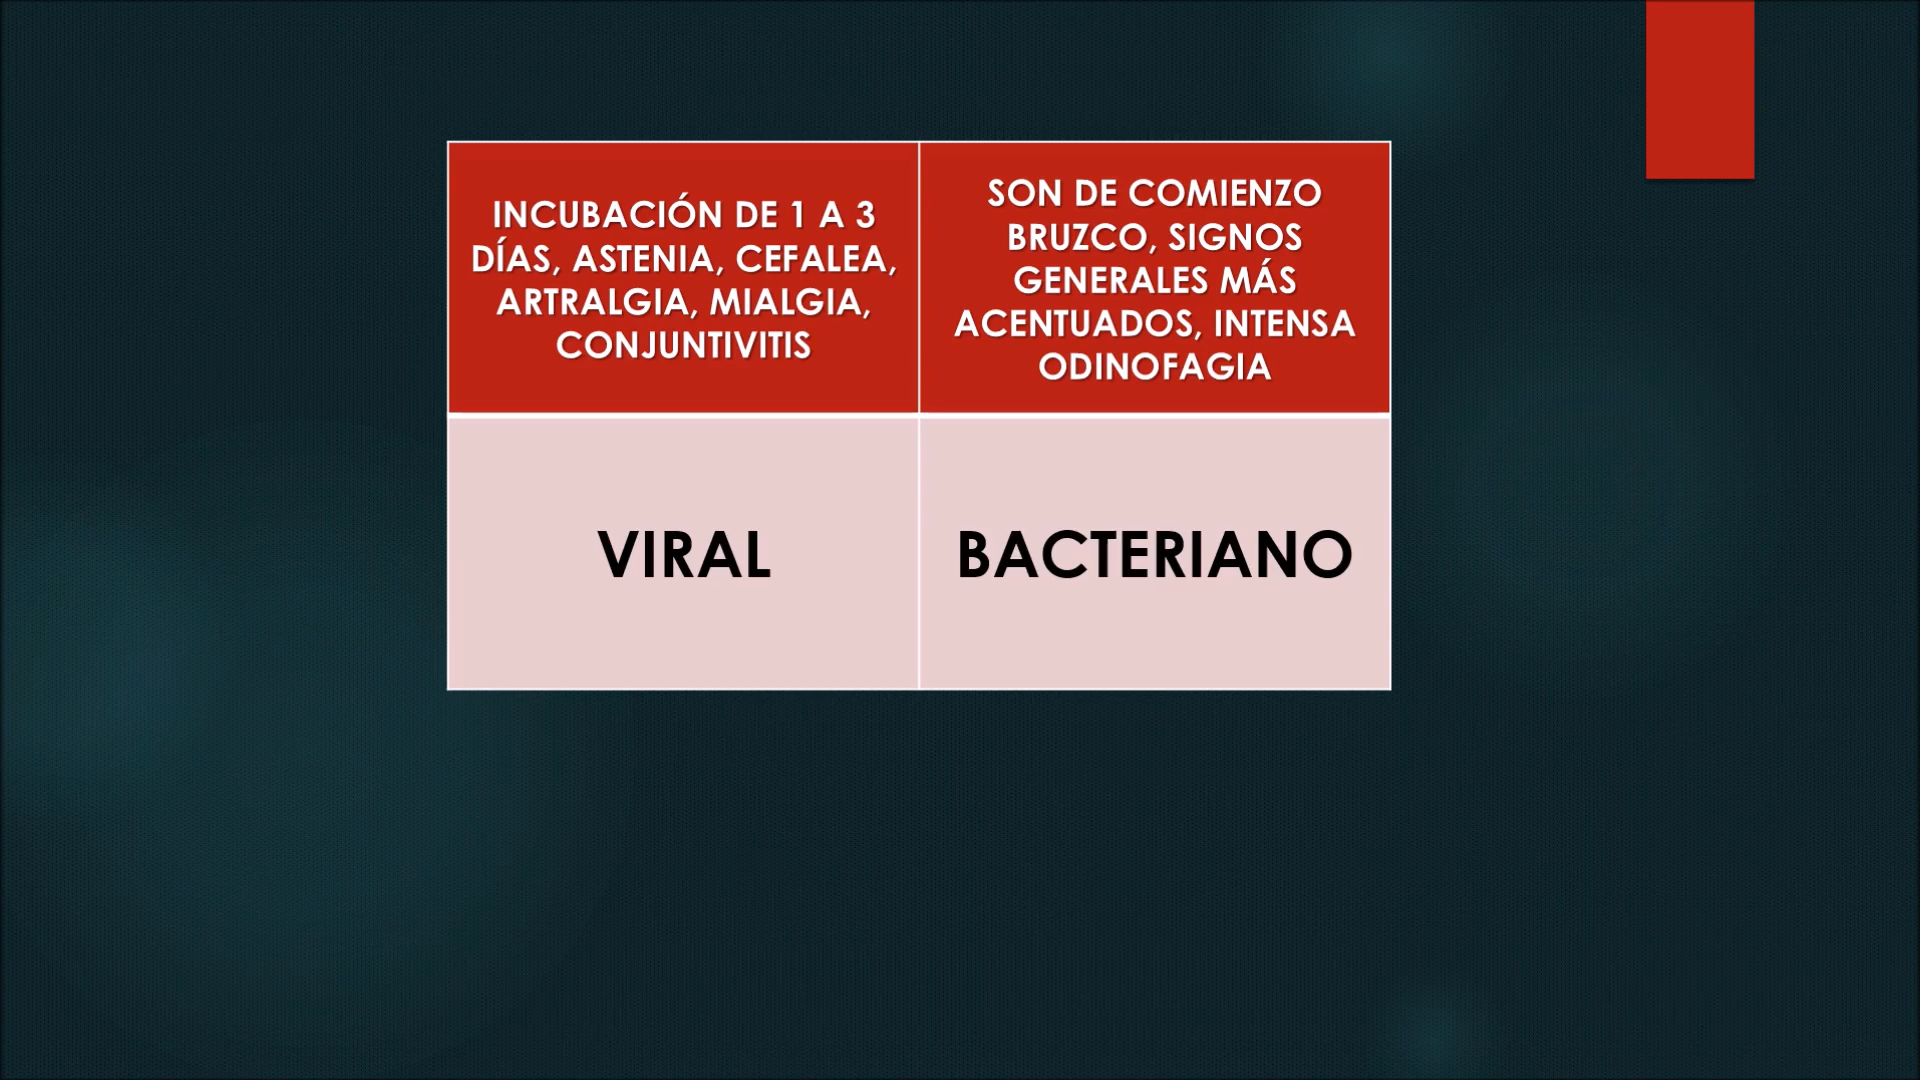 INCUBACIÓN DE 1 A 3
DÍAS, ASTENIA, CEFALEA,
ARTRALGIA, MIALGIA,
CONJUNTIVITIS
SON DE COMIENZO
BRUZCO, SIGNOS
GENERALES MÁS
ACENTUADOS, INTENSA
ODINOFAGIA
VIRAL
BACTERIANO